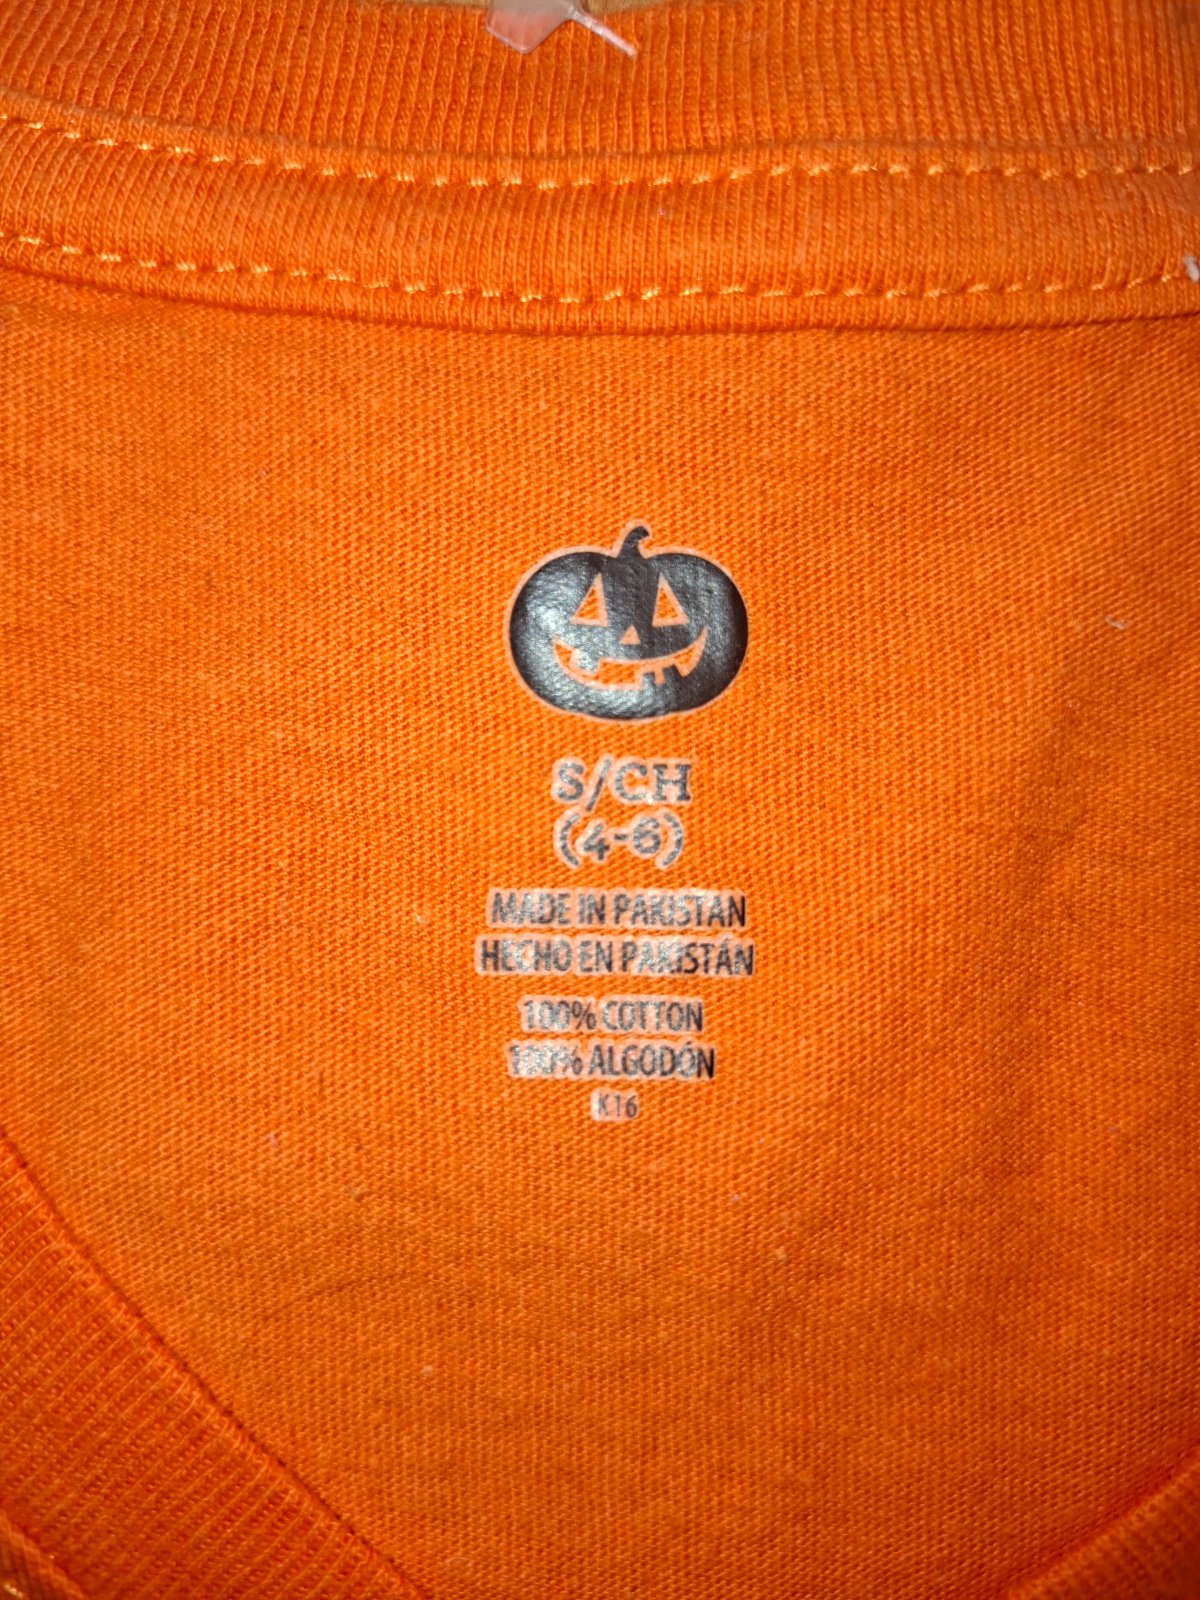 S/CH
(4-6)
MADE IN PAKISTAN
HECHO EN PAKISTÁN
100% COTTON
100% ALGODÓN
K16